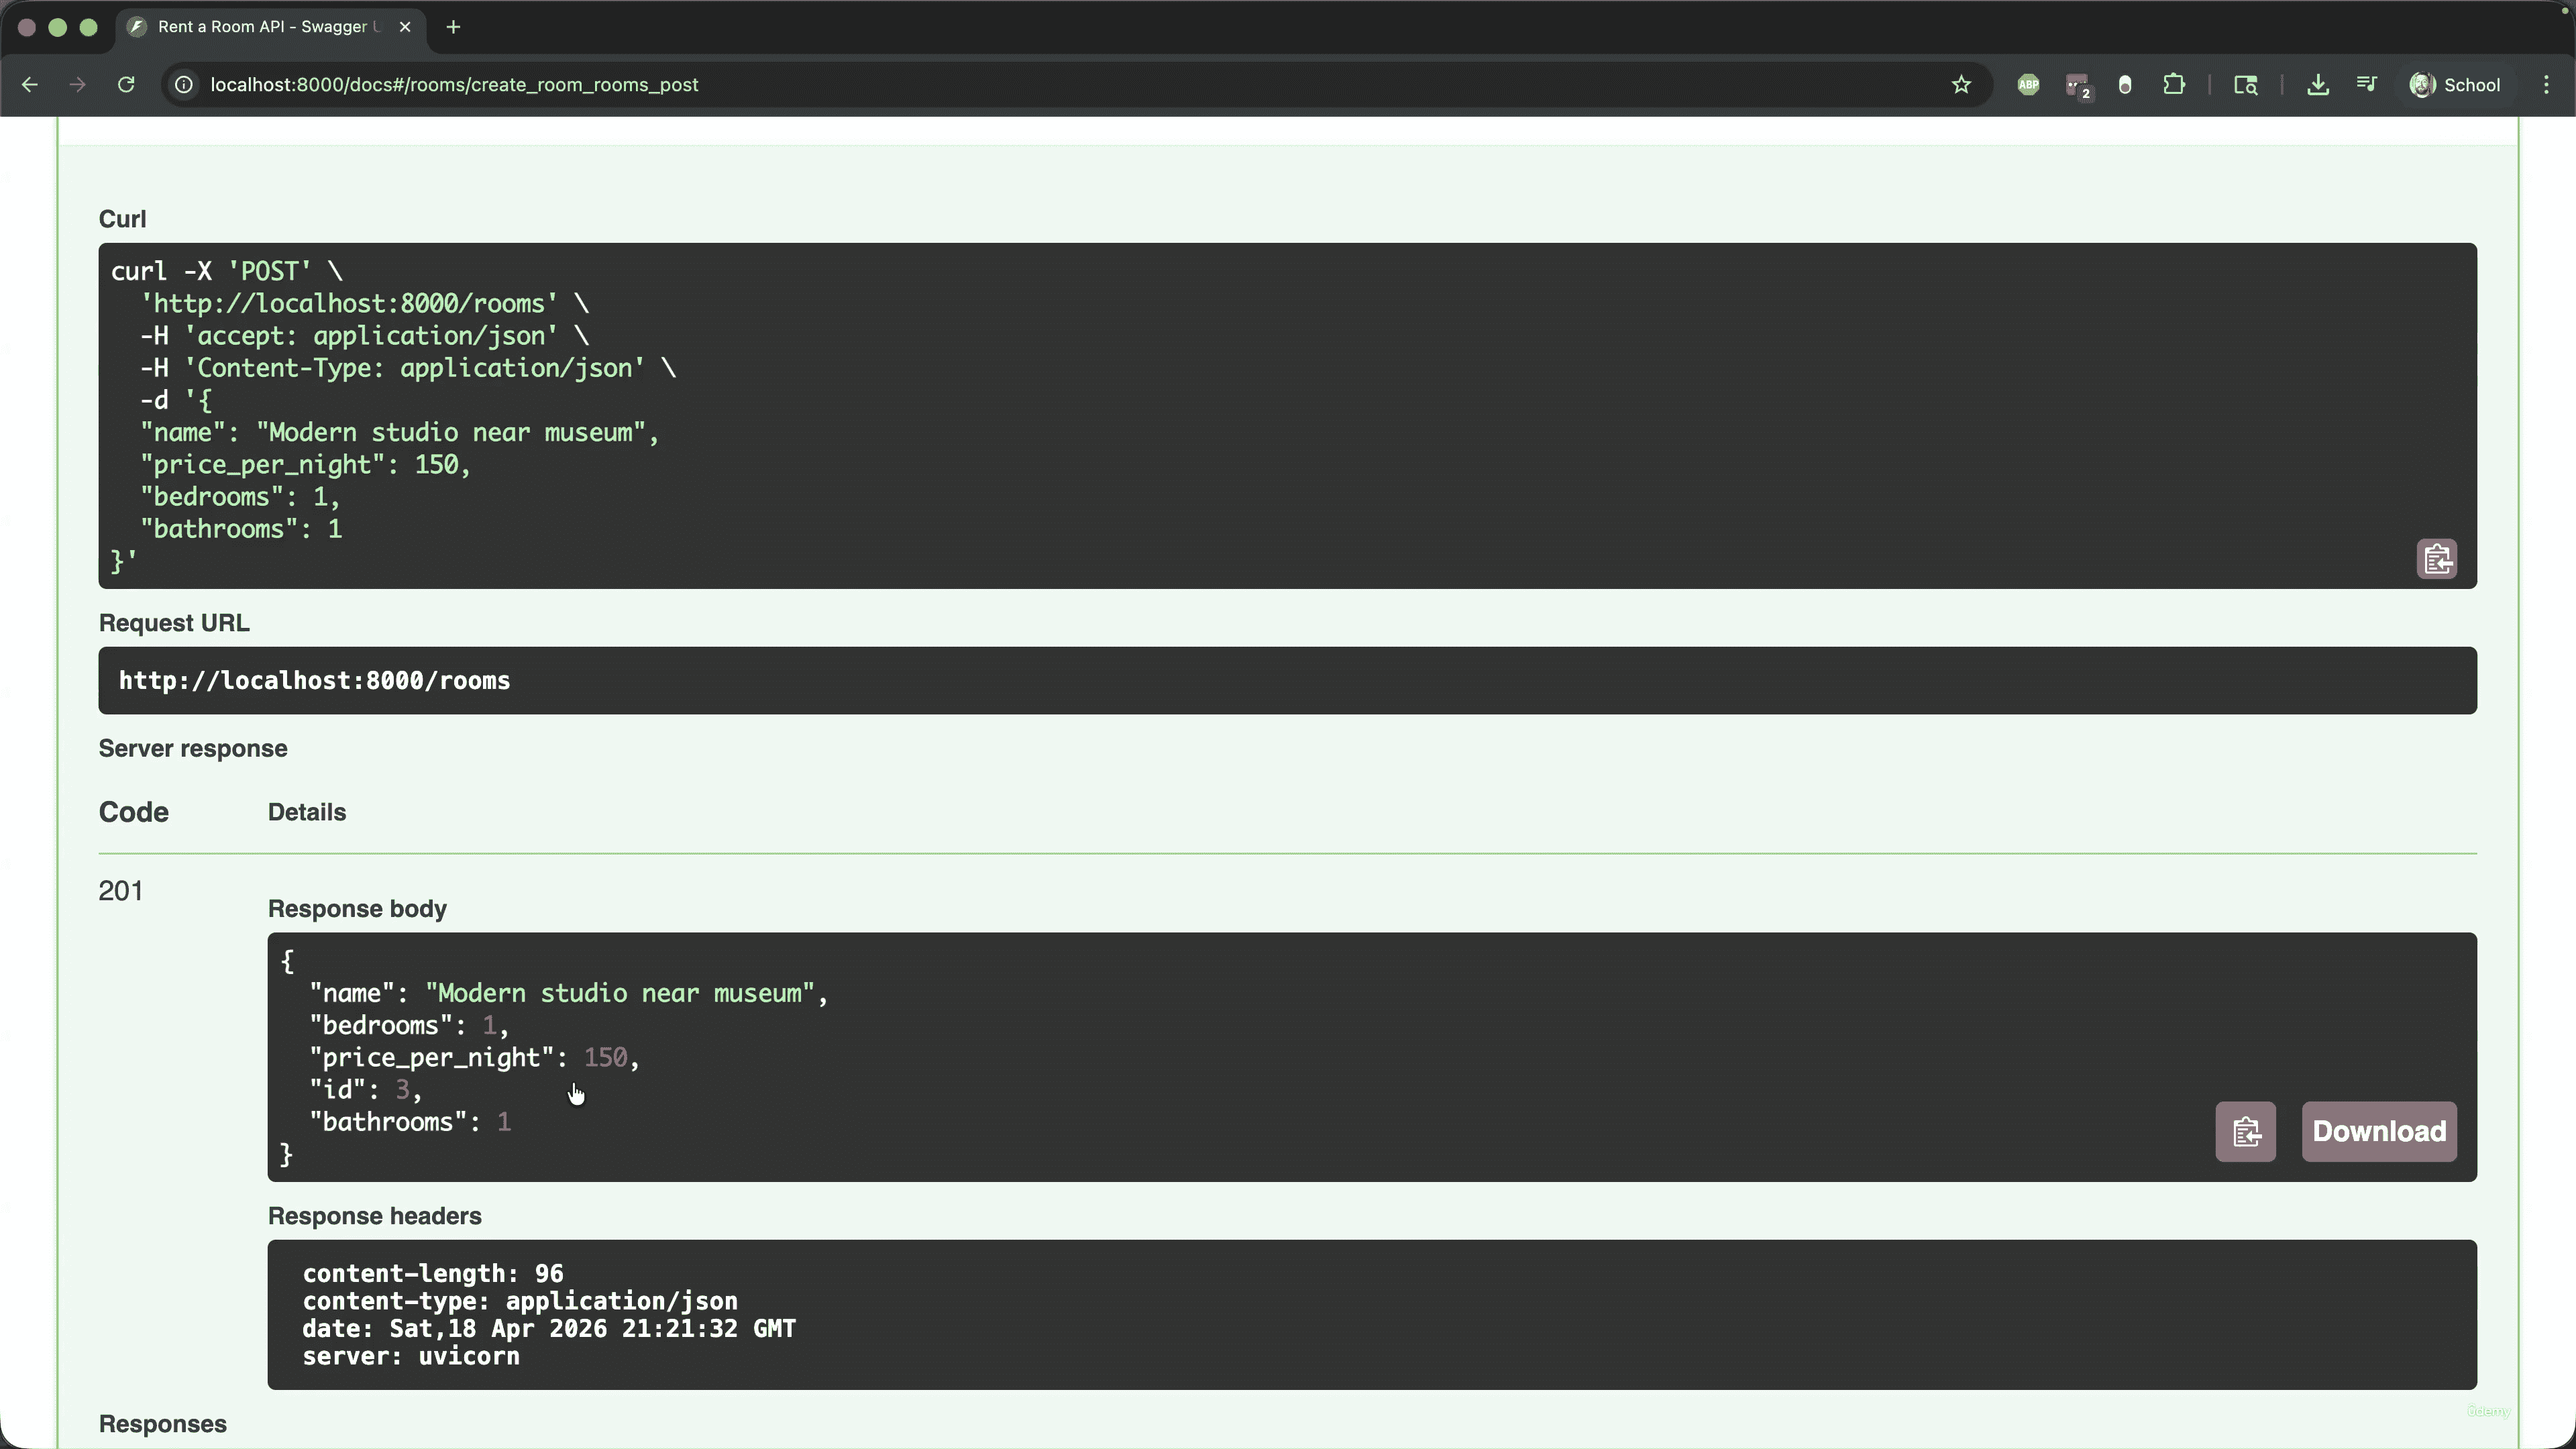 Rent a Room API - Swagger U
localhost:8000/docs#/rooms/create_room_rooms_post
ABP
2
School
Curl
curl -X 'POST' \
'http://localhost:8000/rooms' \
-H 'accept: application/json' \
-H 'Content-Type: application/json' \
-d '{
"name": "Modern studio near museum",
"price_per_night": 150,
"bedrooms": 1,
"bathrooms": 1
}'
Request URL
http://localhost:8000/rooms
Server response
Code Details
201
Response body
{
"name": "Modern studio near museum",
"bedrooms": 1,
"price_per_night": 150,
"id": 3,
"bathrooms": 1
}
Download
Response headers
content-length: 96
content-type: application/json
date: Sat,18 Apr 2026 21:21:32 GMT
server: uvicorn
Responses
ûdemy